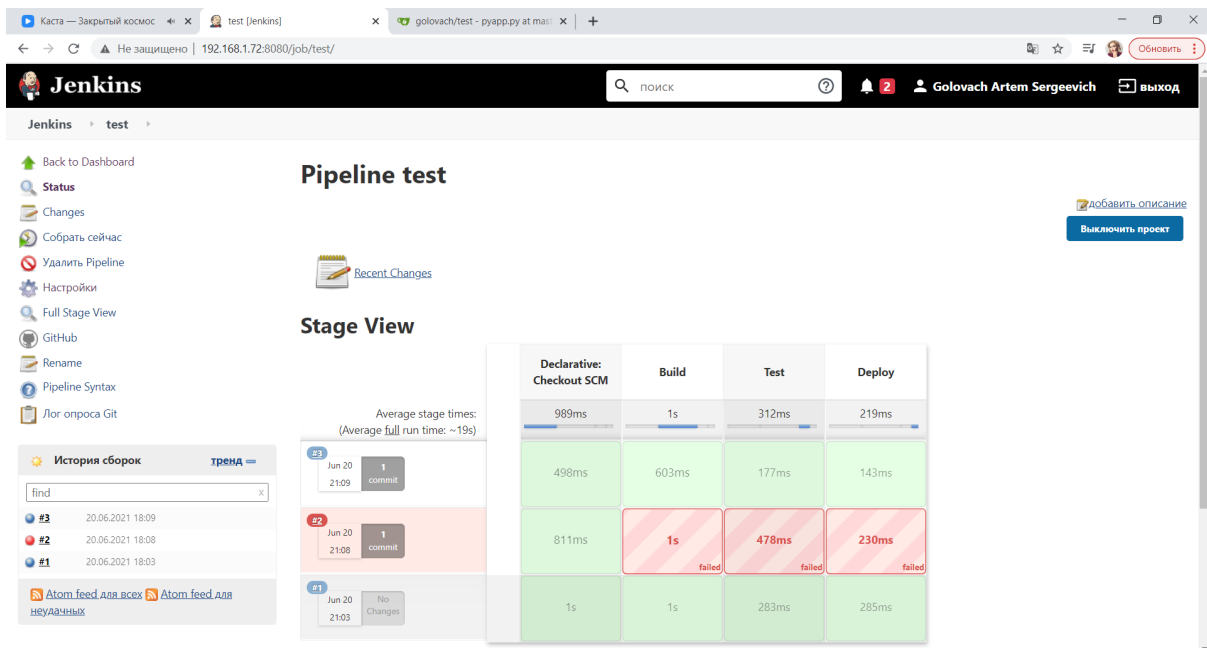 Каста — Закрытый космос
test [Jenkins]
golovach/test - pyapp.py at mast
Не защищено | 192.168.1.72:8080/job/test/
Обновить
Jenkins
поиск
2
Golovach Artem Sergeevich
выход
Jenkins
test
Back to Dashboard
Status
Changes
Собрать сейчас
Удалить Pipeline
Настройки
Full Stage View
GitHub
Rename
Pipeline Syntax
Лог опроса Git
История сборок
тренд
find
x
#3 20.06.2021 18:09
#2 20.06.2021 18:08
#1 20.06.2021 18:03
Atom feed для всех Atom feed для
неудачных
Pipeline test
добавить описание
Выключить проект
Recent Changes
Stage View
Declarative:
Checkout SCM
Build
Test
Deploy
Average stage times:
(Average full run time: ~19s)
989ms
1s
312ms
219ms
#3
Jun 20
21:09
1
commit
498ms
603ms
177ms
143ms
#2
Jun 20
21:08
1
commit
811ms
1s
failed
478ms
failed
230ms
failed
#1
Jun 20
21:03
No
Changes
1s
1s
283ms
285ms